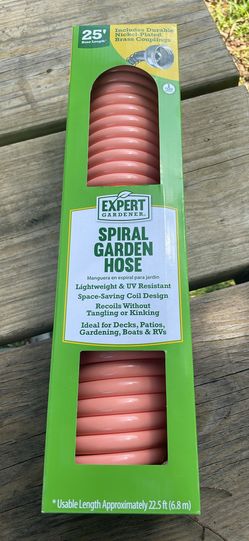 25'
Hose Length*
Includes Durable
Nickel-Plated
Brass Couplings
EXPERT
GARDENER®
SPIRAL
GARDEN
HOSE
Manguera en espiral para jardín
Lightweight & UV Resistant
Space-Saving Coil Design
Recoils Without
Tangling or Kinking
Ideal for Decks, Patios,
Gardening, Boats & RVs
* Usable Length Approximately 22.5 ft (6.8 m)